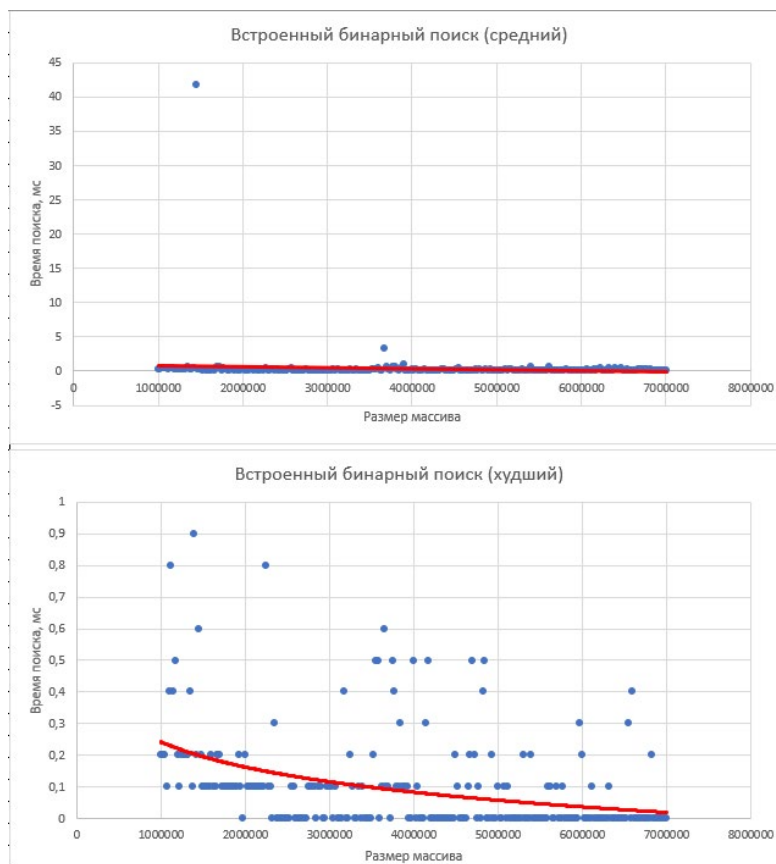 Встроенный бинарный поиск (средний)
45
40
35
30
25
20
15
10
5
0
-5
Время поиска, мс
0 1000000 2000000 3000000 4000000 5000000 6000000 7000000 8000000
Размер массива
Встроенный бинарный поиск (худший)
1
0,9
0,8
0,7
0,6
0,5
0,4
0,3
0,2
0,1
0
Время поиска, мс
0 1000000 2000000 3000000 4000000 5000000 6000000 7000000 8000000
Размер массива